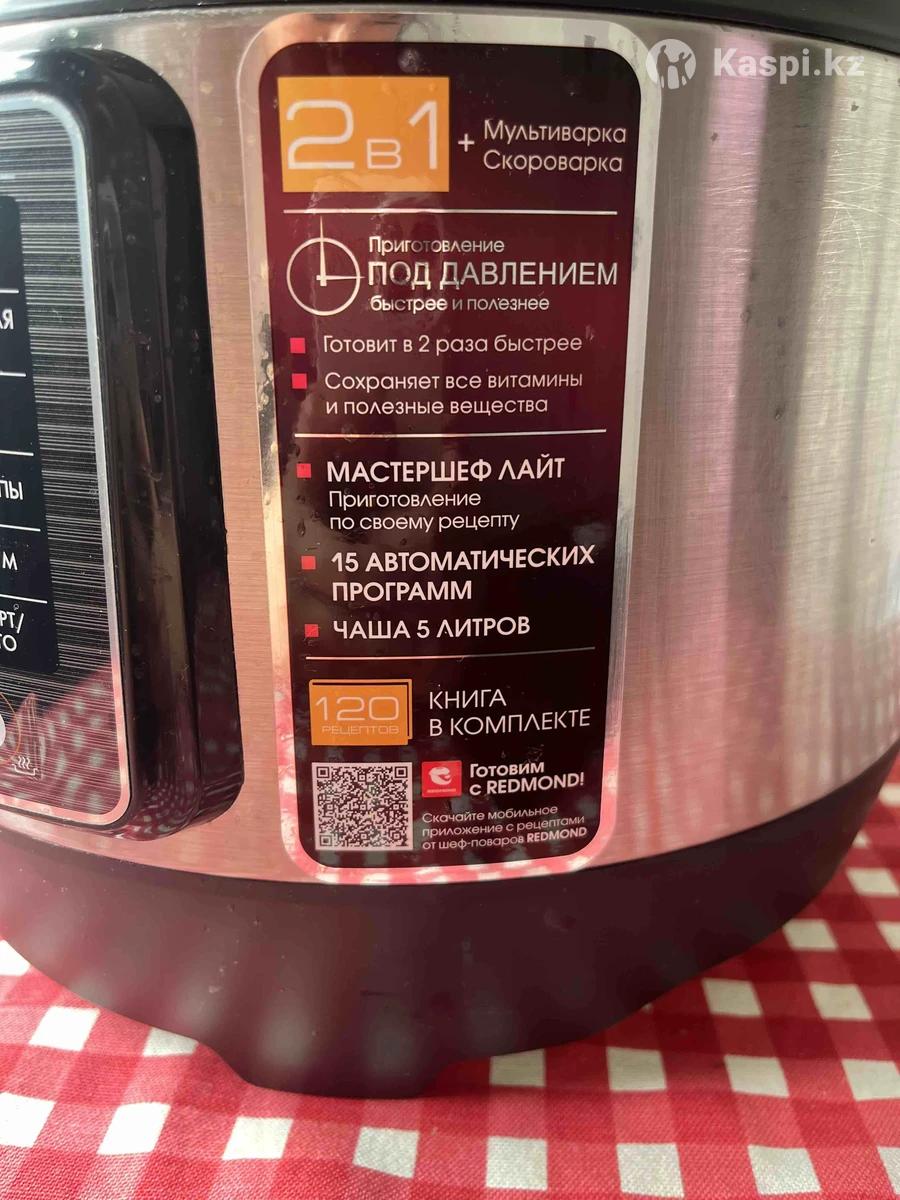 Kaspi.kz
2в1
+ Мультиварка
Скороварка
Приготовление
ПОД ДАВЛЕНИЕМ
быстрее и полезнее
Готовит в 2 раза быстрее
Сохраняет все витамины
и полезные вещества
МАСТЕРШЕФ ЛАЙТ
Приготовление
по своему рецепту
15 АВТОМАТИЧЕСКИХ
ПРОГРАММ
ЧАША 5 ЛИТРОВ
120
РЕЦЕПТОВ
КНИГА
В КОМПЛЕКТЕ
Готовим
с REDMOND!
Скачайте мобильное
приложение с рецептами
от шеф-поваров REDMOND